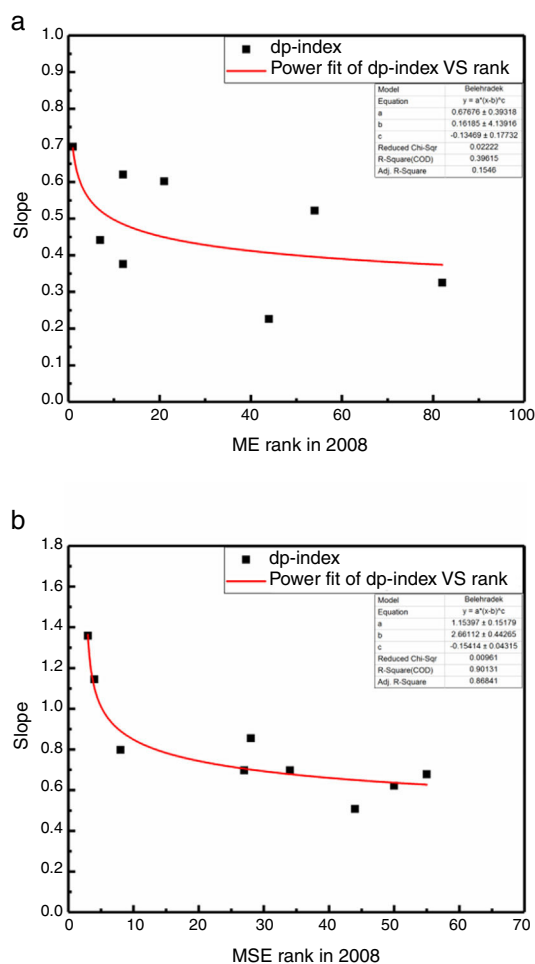 a
dp-index
Power fit of dp-index VS rank
Model Belehradek
Equation y = a*(x-b)^c
a 0.67676 ± 0.39318
b 0.16185 ± 4.13916
c -0.13469 ± 0.17732
Reduced Chi-Sqr 0.02222
R-Square(COD) 0.39615
Adj. R-Square 0.1546
Slope
1.0
0.9
0.8
0.7
0.6
0.5
0.4
0.3
0.2
0.1
0.0
0 20 40 60 80 100
ME rank in 2008
b
dp-index
Power fit of dp-index VS rank
Model Belehradek
Equation y = a*(x-b)^c
a 1.15397 ± 0.15179
b 2.66112 ± 0.44265
c -0.15414 ± 0.04315
Reduced Chi-Sqr 0.00961
R-Square(COD) 0.90131
Adj. R-Square 0.86841
Slope
1.8
1.6
1.4
1.2
1.0
0.8
0.6
0.4
0.2
0.0
0 10 20 30 40 50 60 70
MSE rank in 2008